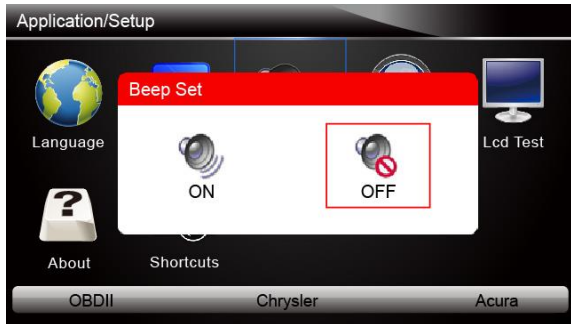 Application/Setup
Beep Set
Language
Lcd Test
ON
OFF
?
About
Shortcuts
OBDII
Chrysler
Acura